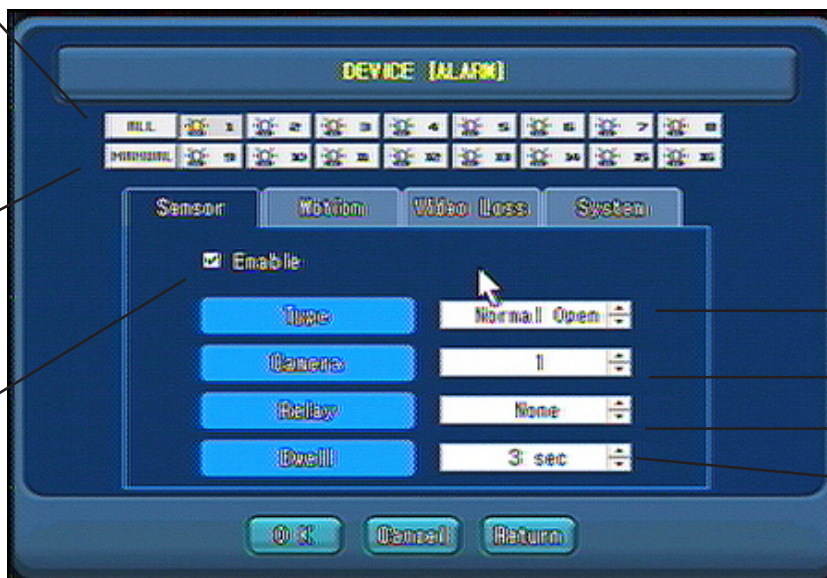 DEVICE [ALARM]
ALL 1 2 3 4 5 6 7 8
MANUAL 9 10 11 12 13 14 15 16
Sensor Motion Video Loss System
Enable
Type Normal Open
Camera 1
Relay None
Dwell 3 sec
OK Cancel Return